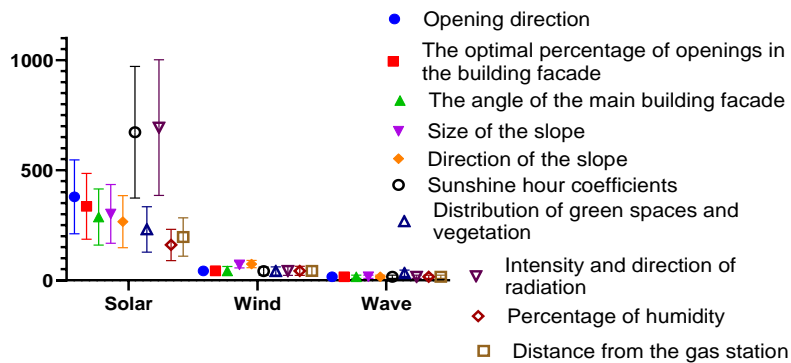 1000
500
0
Solar
Wind
Wave
Opening direction
The optimal percentage of openings in
the building facade
The angle of the main building facade
Size of the slope
Direction of the slope
Sunshine hour coefficients
Distribution of green spaces and
vegetation
Intensity and direction of
radiation
Percentage of humidity
Distance from the gas station